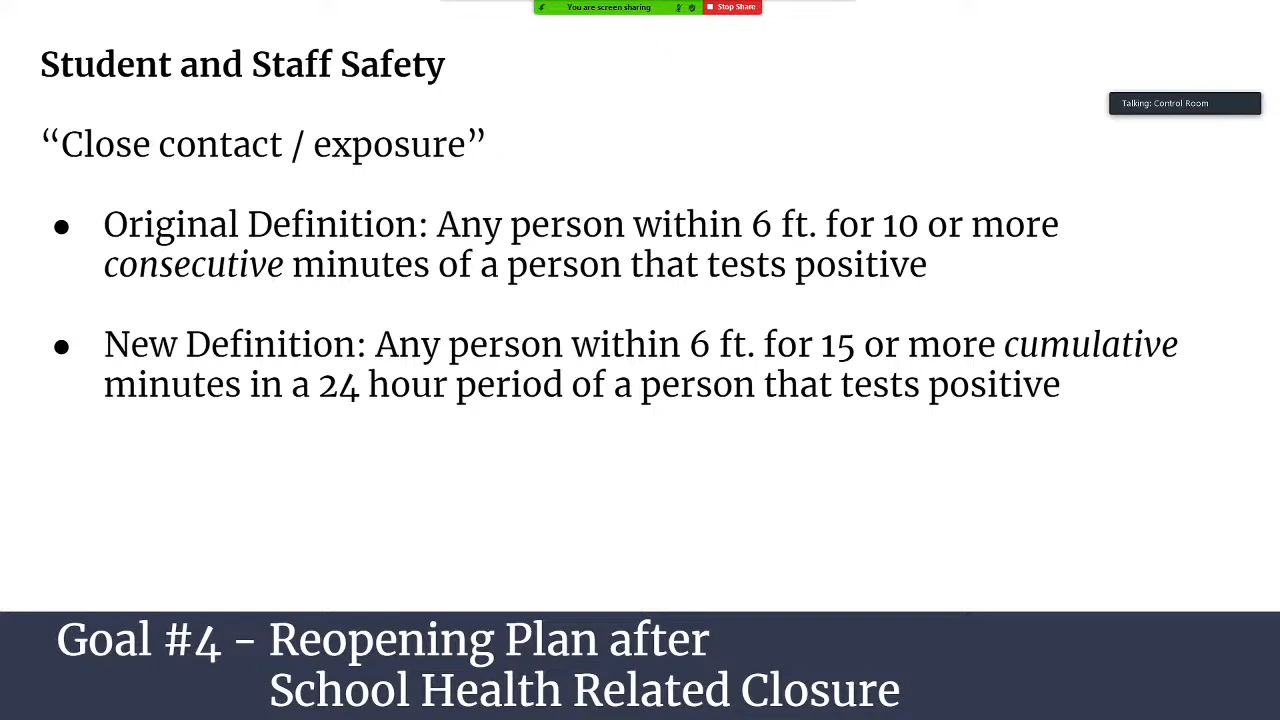 You are screen sharing
Stop Share
Student and Staff Safety
Talking: Control Room
“Close contact / exposure”
● Original Definition: Any person within 6 ft. for 10 or more
consecutive minutes of a person that tests positive
● New Definition: Any person within 6 ft. for 15 or more cumulative
minutes in a 24 hour period of a person that tests positive
Goal #4 - Reopening Plan after
School Health Related Closure